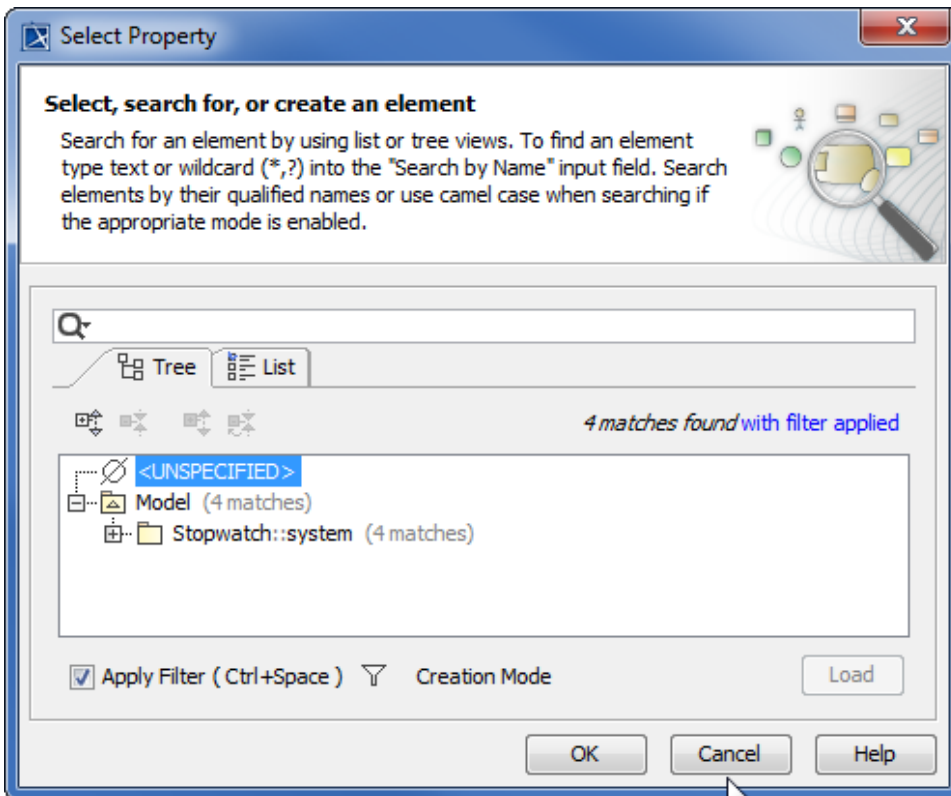 Select Property
Select, search for, or create an element
Search for an element by using list or tree views. To find an element
type text or wildcard (*,?) into the "Search by Name" input field. Search
elements by their qualified names or use camel case when searching if
the appropriate mode is enabled.
Tree List
4 matches found with filter applied
<UNSPECIFIED>
Model (4 matches)
Stopwatch::system (4 matches)
Apply Filter ( Ctrl+Space ) Creation Mode Load
OK Cancel Help